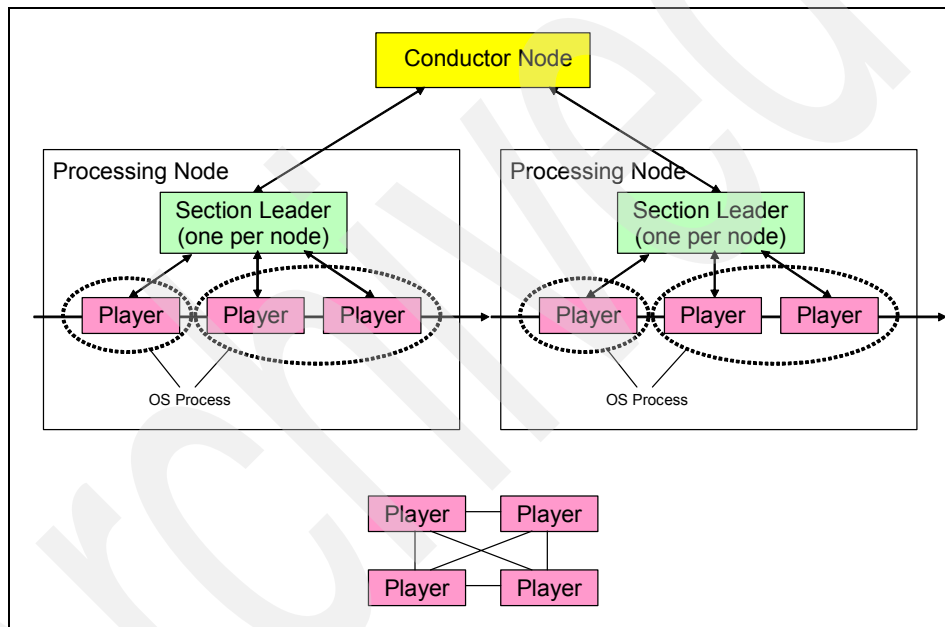 Conductor Node
Processing Node
Section Leader
(one per node)
Player
Player
Player
OS Process
Processing Node
Section Leader
(one per node)
Player
Player
Player
OS Process
Player
Player
Player
Player